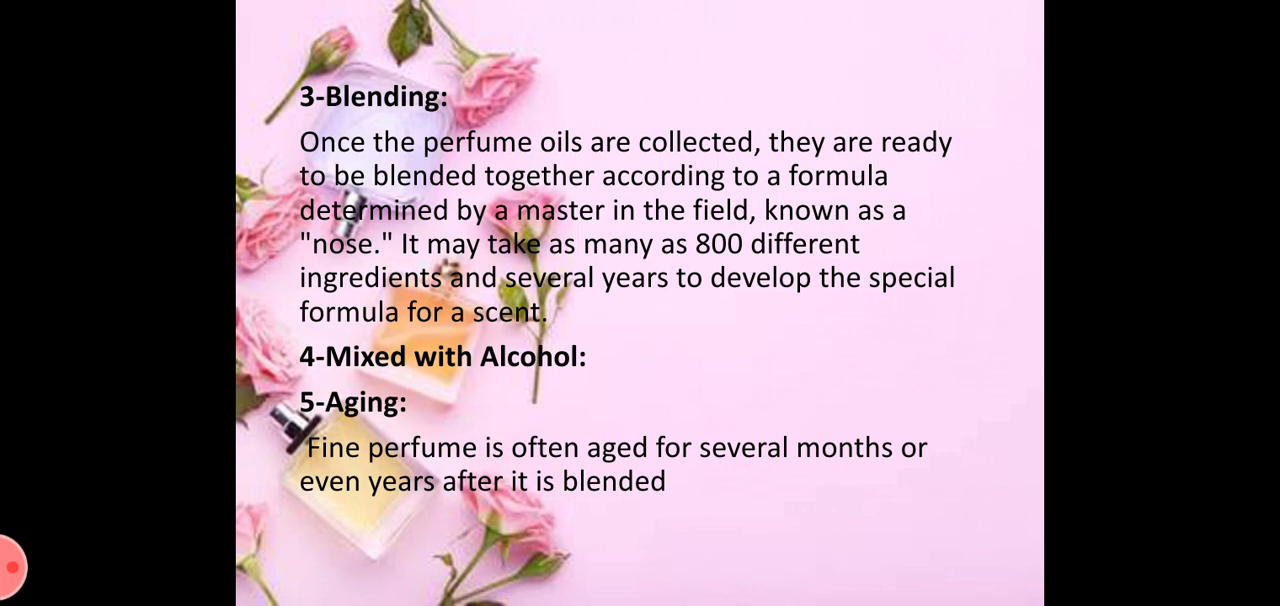 3-Blending:
Once the perfume oils are collected, they are ready
to be blended together according to a formula
determined by a master in the field, known as a
"nose." It may take as many as 800 different
ingredients and several years to develop the special
formula for a scent.
4-Mixed with Alcohol:
5-Aging:
Fine perfume is often aged for several months or
even years after it is blended